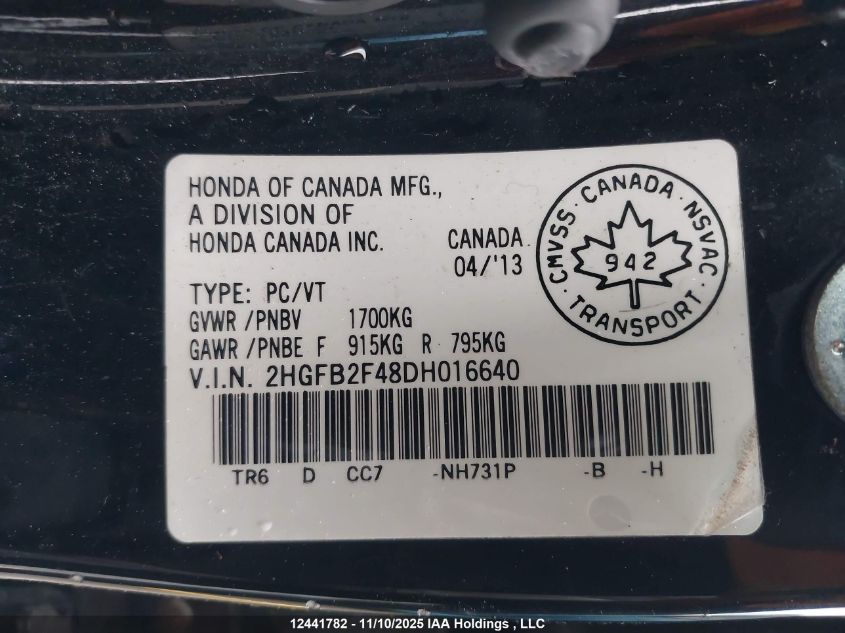 HONDA OF CANADA MFG.,
A DIVISION OF
HONDA CANADA INC.
CANADA
04/'13
CMVSS · CANADA · NSVAC · TRANSPORT ·
942
TYPE: PC/VT
GVWR /PNBV 1700KG
GAWR /PNBE F 915KG R 795KG
V.I.N. 2HGFB2F48DH016640
TR6 D CC7 -NH731P -B -H
12441782 - 11/10/2025 IAA Holdings , LLC